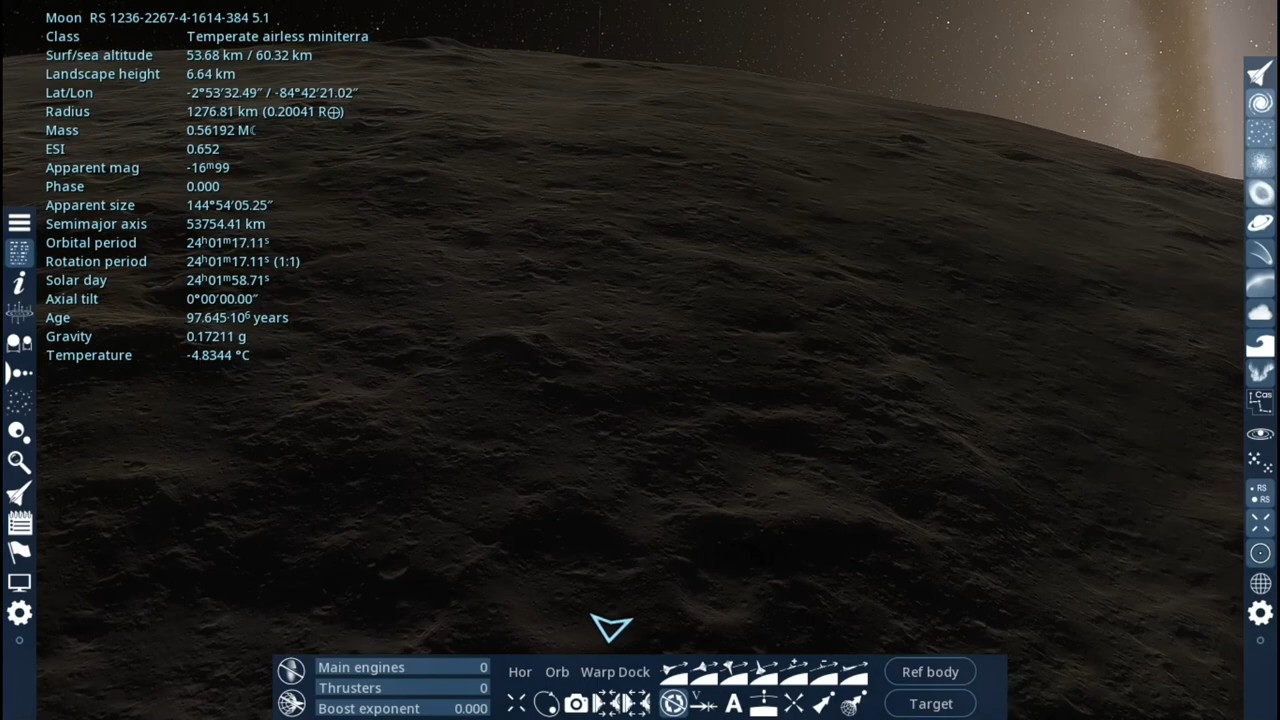 Moon RS 1236-2267-4-1614-384 5.1
Class Temperate airless miniterra
Surf/sea altitude 53.68 km / 60.32 km
Landscape height 6.64 km
Lat/Lon -2°53′32.49″ / -84°42′21.02″
Radius 1276.81 km (0.20041 R⊕)
Mass 0.56192 M☾
ESI 0.652
Apparent mag -16ᵐ99
Phase 0.000
Apparent size 144°54′05.25″
Semimajor axis 53754.41 km
Orbital period 24ʰ01ᵐ17.11ˢ
Rotation period 24ʰ01ᵐ17.11ˢ (1:1)
Solar day 24ʰ01ᵐ58.71ˢ
Axial tilt 0°00′00.00″
Age 97.645·10⁶ years
Gravity 0.17211 g
Temperature -4.8344 °C
Cas
RS
RS
Main engines 0
Thrusters 0
Boost exponent 0.000
Hor Orb Warp Dock
V
A
Ref body
Target